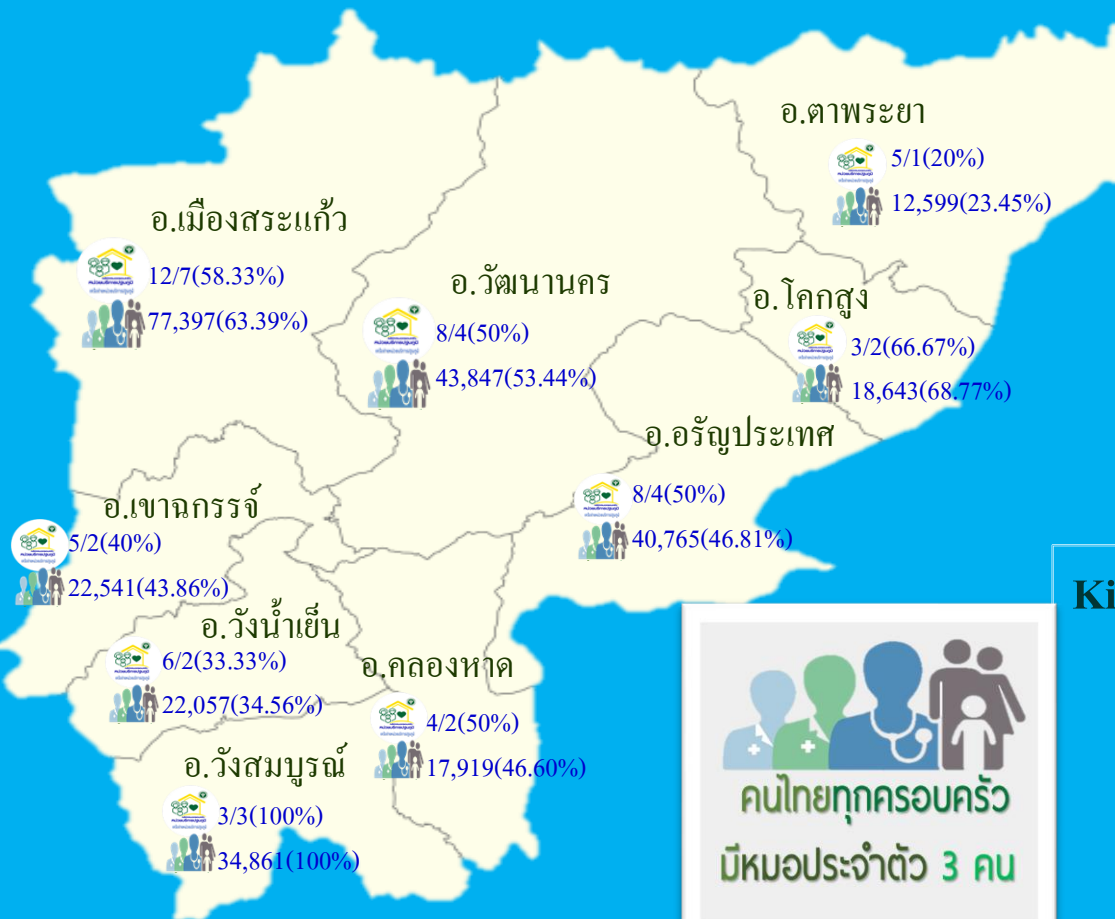 อ.ตาพระยา
5/1(20%)
12,599(23.45%)
อ.เมืองสระแก้ว
12/7(58.33%)
77,397(63.39%)
อ.วัฒนานคร
8/4(50%)
43,847(53.44%)
อ.โคกสูง
3/2(66.67%)
18,643(68.77%)
อ.อรัญประเทศ
8/4(50%)
40,765(46.81%)
อ.เขาฉกรรจ์
5/2(40%)
22,541(43.86%)
อ.วังน้ำเย็น
6/2(33.33%)
22,057(34.56%)
อ.คลองหาด
4/2(50%)
17,919(46.60%)
อ.วังสมบูรณ์
3/3(100%)
34,861(100%)
Ki
คนไทยทุกครอบครัว
มีหมอประจำตัว 3 คน